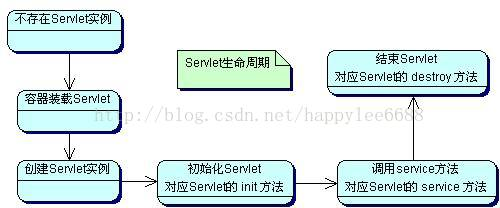 不存在Servlet实例
Servlet生命周期
结束Servlet
对应Servlet的 destroy 方法
容器装载Servlet
http://blog.csdn.net/happylee6688
创建Servlet实例
初始化Servlet
对应Servlet的 init 方法
调用service方法
对应Servlet的 service 方法